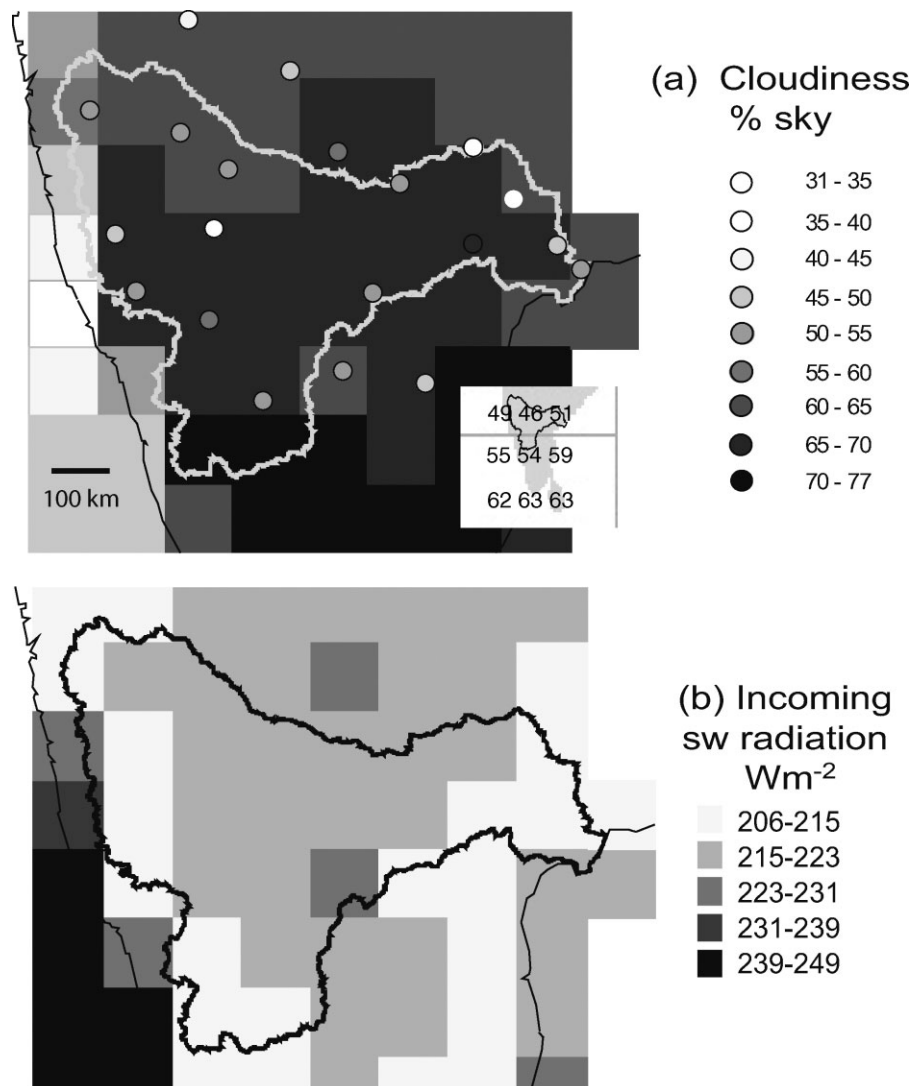 (a) Cloudiness
% sky
31 - 35
35 - 40
40 - 45
45 - 50
50 - 55
55 - 60
60 - 65
65 - 70
70 - 77
49 46 51
55 54 59
62 63 63
100 km
(b) Incoming
sw radiation
Wm-2
206-215
215-223
223-231
231-239
239-249